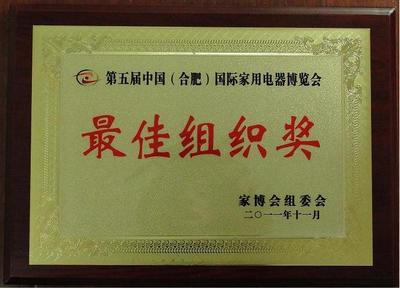 第五届中国（合肥）国际家用电器博览会
最佳组织奖
家博会组委会
二〇一一年十一月